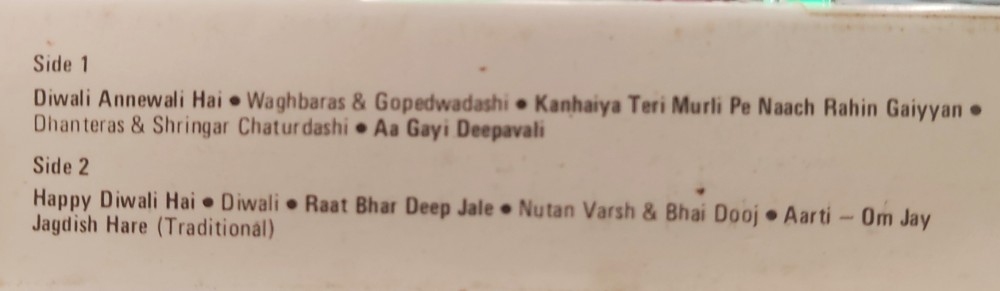 Side 1
Diwali Annewali Hai ● Waghbaras & Gopedwadashi ● Kanhaiya Teri Murli Pe Naach Rahin Gaiyyan ●
Dhanteras & Shringar Chaturdashi ● Aa Gayi Deepavali
Side 2
Happy Diwali Hai ● Diwali ● Raat Bhar Deep Jale ● Nutan Varsh & Bhai Dooj ● Aarti – Om Jay
Jagdish Hare (Traditional)